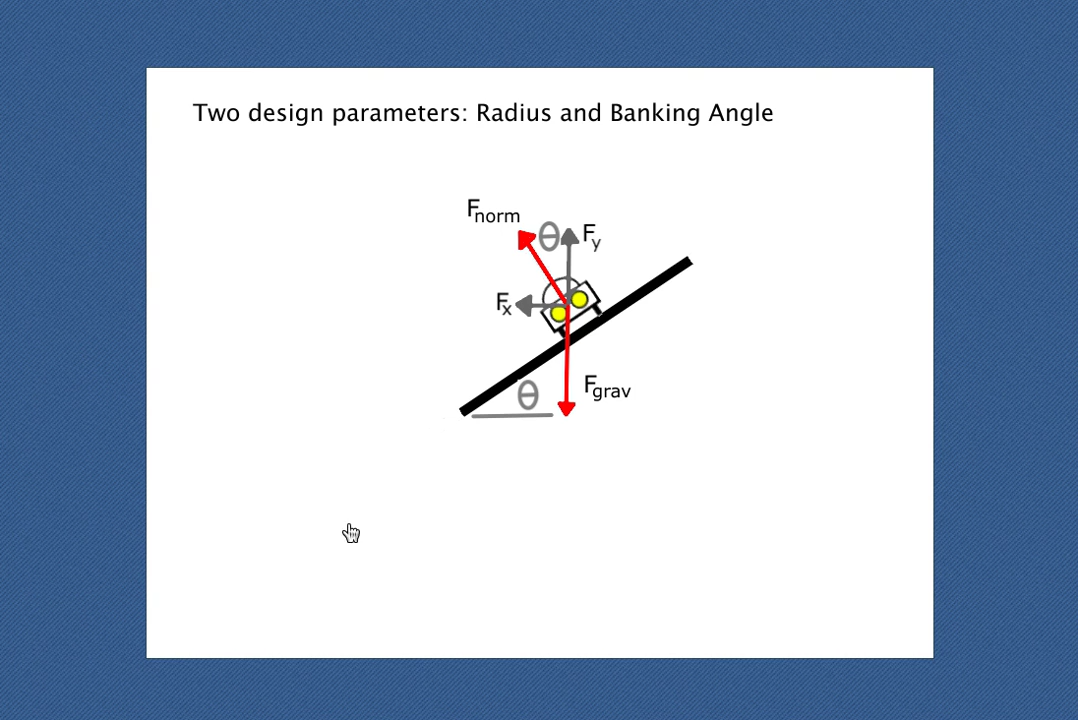 Two design parameters: Radius and Banking Angle
Fnorm
θ
Fy
Fx
Fgrav
θ